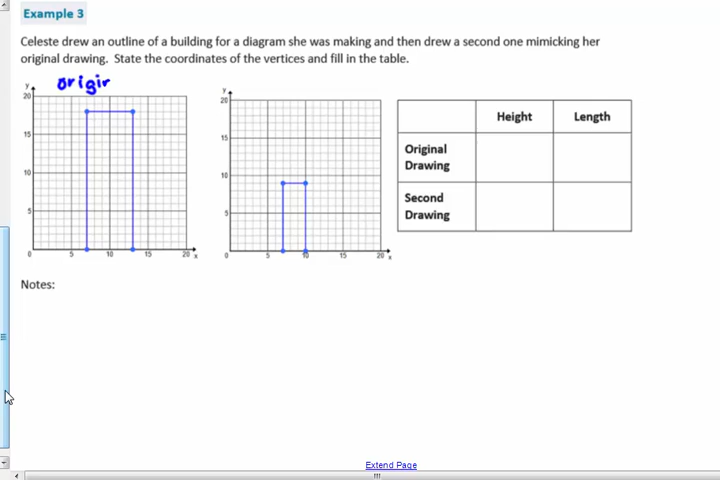 Example 3
Celeste drew an outline of a building for a diagram she was making and then drew a second one mimicking her
original drawing. State the coordinates of the vertices and fill in the table.
origin
y
20
15
10
5
0 5 10 15 20 x
y
20
15
10
5
0 5 10 15 20 x
Height Length
Original
Drawing
Second
Drawing
Notes:
Extend Page